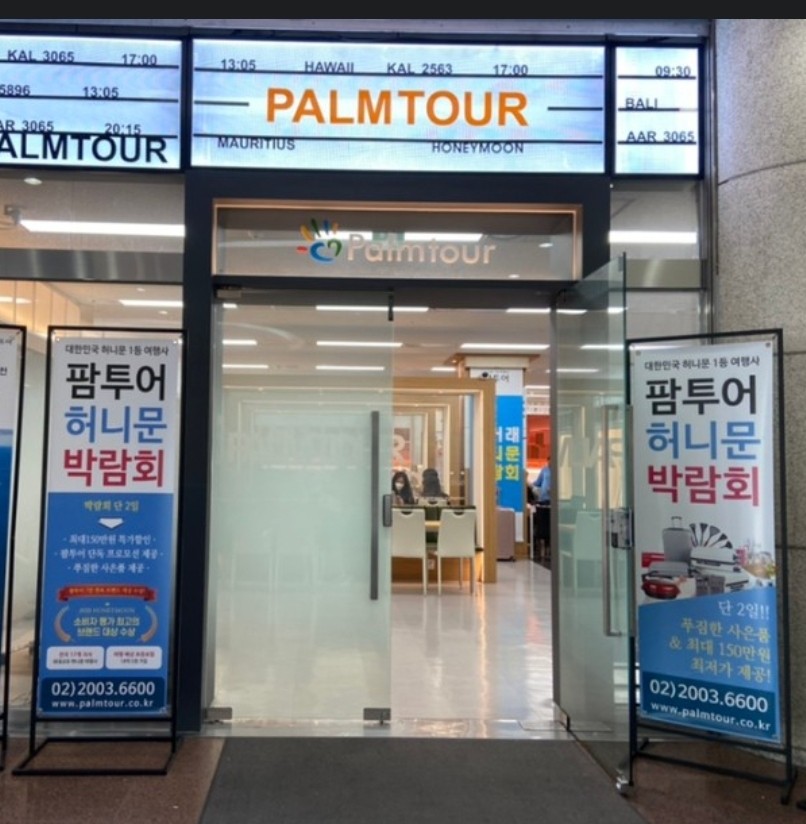 KAL 3065 17:00
5896 13:05
AR 3065 20:15
ALMTOUR
13:05 HAWAII KAL 2563 17:00
PALMTOUR
MAURITIUS HONEYMOON
09:30
BALI
AAR 3065
Palmtour
대한민국 허니문 1등 여행사
팜투어
허니문
박람회
박람회 단 2일
· 최대150만원 특가할인 ·
· 팜투어 단독 프로모션 제공 ·
· 푸짐한 사은품 제공 ·
소비자 평가 최고의
브랜드 대상 수상
02)2003.6600
www.palmtour.co.kr
대한민국 허니문 1등 여행사
팜투어
허니문
박람회
단 2일!!
푸짐한 사은품
& 최대 150만원
최저가 제공!
02)2003.6600
www.palmtour.co.kr